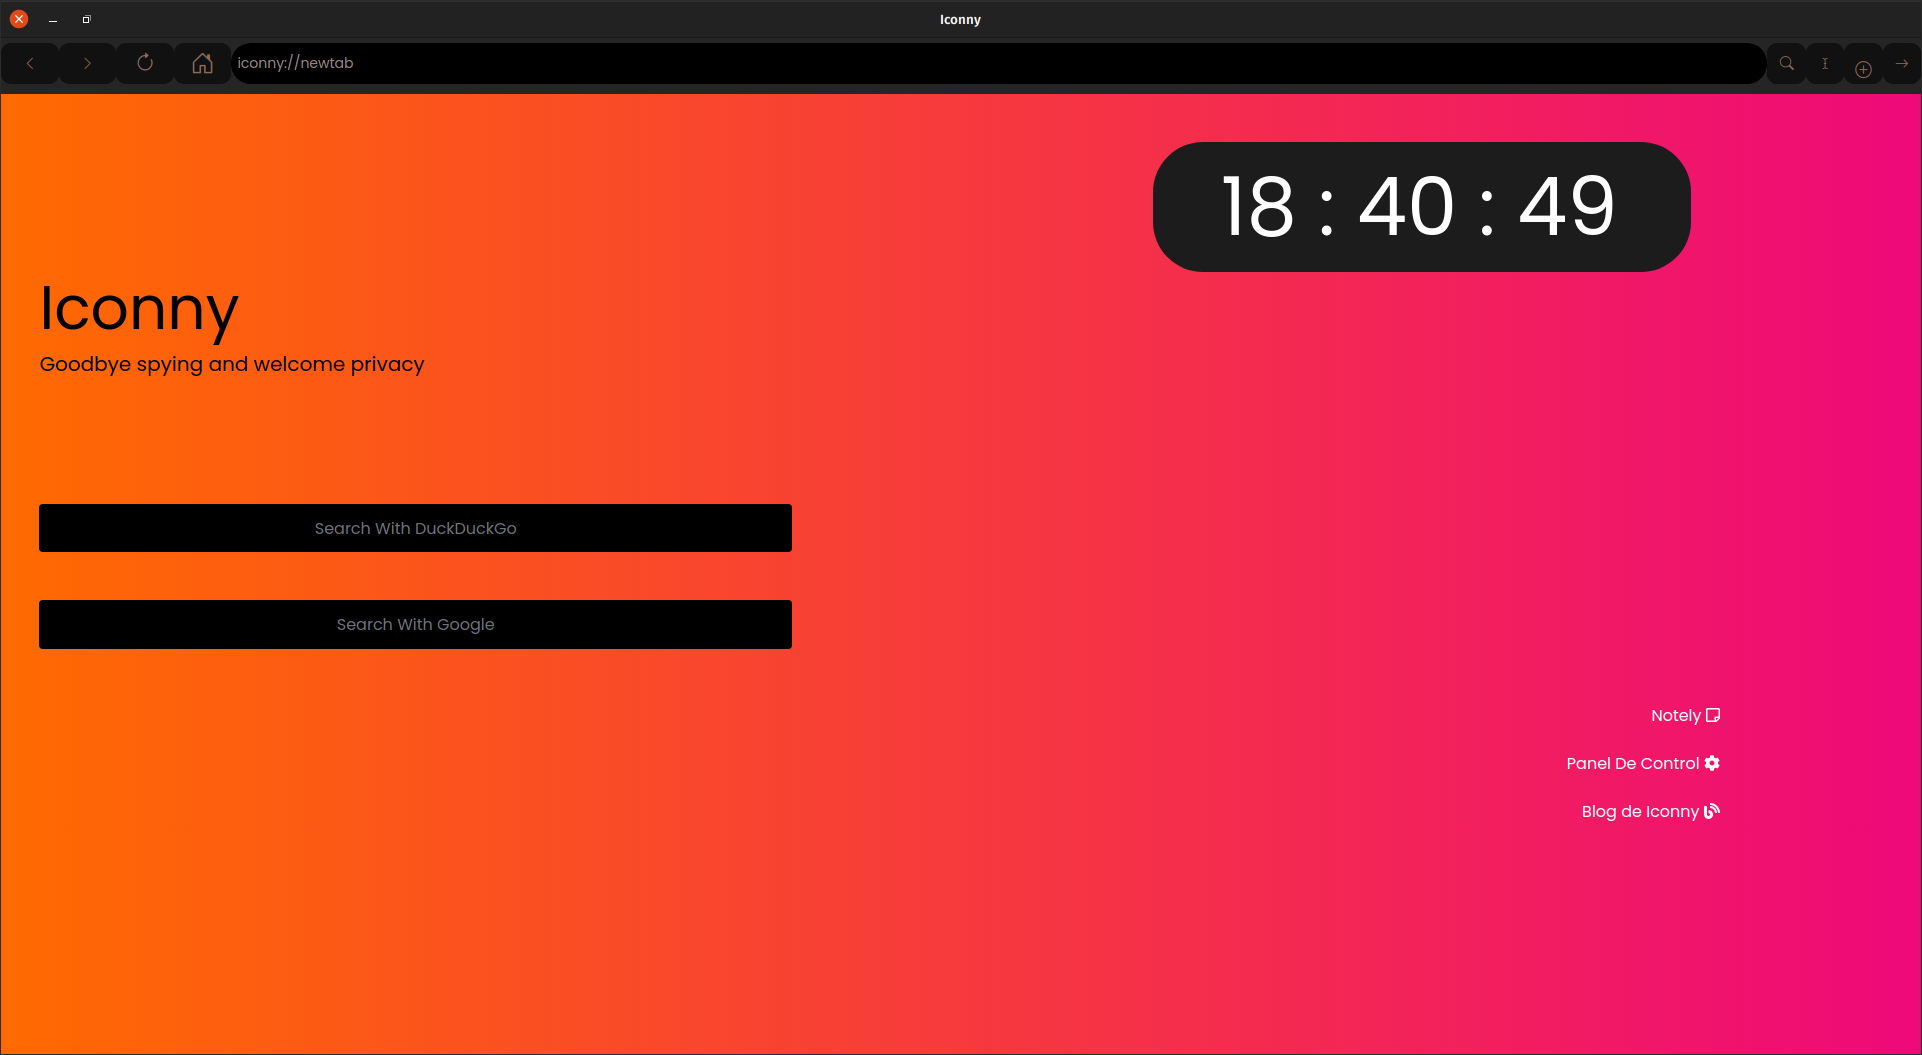 Iconny
iconny://newtab
18 : 40 : 49
Iconny
Goodbye spying and welcome privacy
Search With DuckDuckGo
Search With Google
Notely
Panel De Control
Blog de Iconny